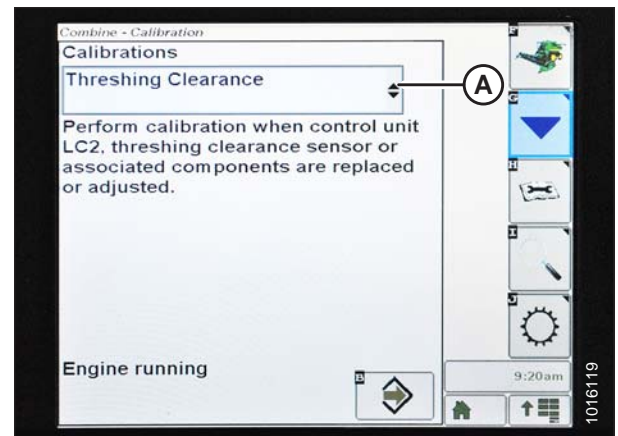 Combine - Calibration
Calibrations
Threshing Clearance
A
Perform calibration when control unit
LC2, threshing clearance sensor or
associated components are replaced
or adjusted.
Engine running
B
F
G
H
I
J
9:20am
1016119